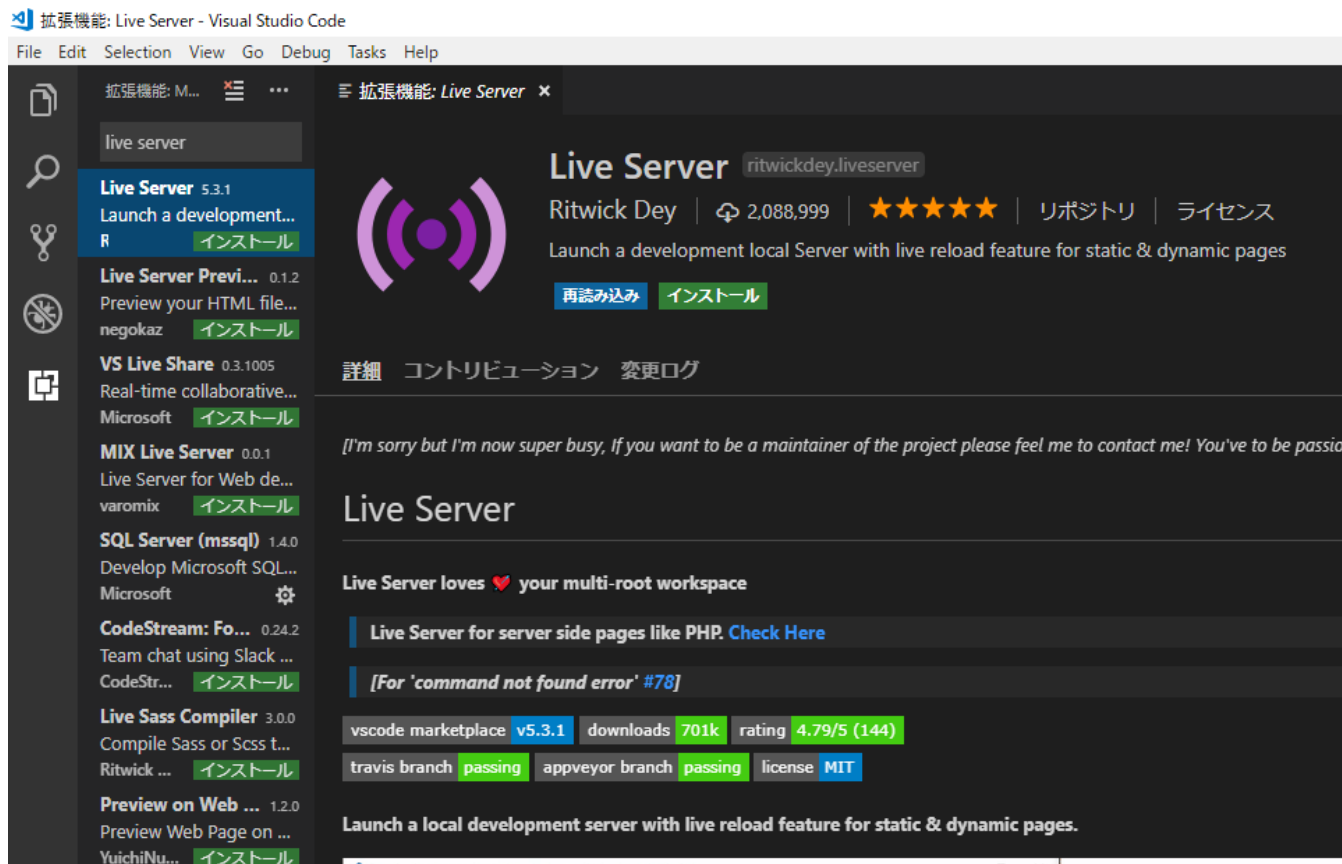 拡張機能: Live Server - Visual Studio Code
File Edit Selection View Go Debug Tasks Help
拡張機能: M...
live server
Live Server 5.3.1
Launch a development...
R インストール
Live Server Previ... 0.1.2
Preview your HTML file...
negokaz インストール
VS Live Share 0.3.1005
Real-time collaborative...
Microsoft インストール
MIX Live Server 0.0.1
Live Server for Web de...
varomix インストール
SQL Server (mssql) 1.4.0
Develop Microsoft SQL...
Microsoft
CodeStream: Fo... 0.24.2
Team chat using Slack ...
CodeStr... インストール
Live Sass Compiler 3.0.0
Compile Sass or Scss t...
Ritwick ... インストール
Preview on Web ... 1.2.0
Preview Web Page on ...
YuichiNu... インストール
拡張機能: Live Server ×
Live Server ritwickdey.liveserver
Ritwick Dey 2,088,999 ★★★★★ リポジトリ ライセンス
Launch a development local Server with live reload feature for static & dynamic pages
再読み込み インストール
詳細 コントリビューション 変更ログ
[I'm sorry but I'm now super busy, If you want to be a maintainer of the project please feel me to contact me! You've to be passio
Live Server
Live Server loves 💓 your multi-root workspace
Live Server for server side pages like PHP. Check Here
[For 'command not found error' #78]
vscode marketplace v5.3.1 downloads 701k rating 4.79/5 (144)
travis branch passing appveyor branch passing license MIT
Launch a local development server with live reload feature for static & dynamic pages.